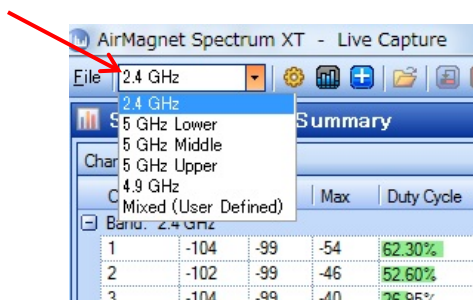 AirMagnet Spectrum XT - Live Capture
File 2.4 GHz
2.4 GHz
5 GHz Lower
5 GHz Middle
5 GHz Upper
4.9 GHz
Mixed (User Defined)
Summary
Max Duty Cycle
Band: 2.4 GHz
1 -104 -99 -54 62.30%
2 -102 -99 -46 52.60%
3 -104 -99 -40 26.95%